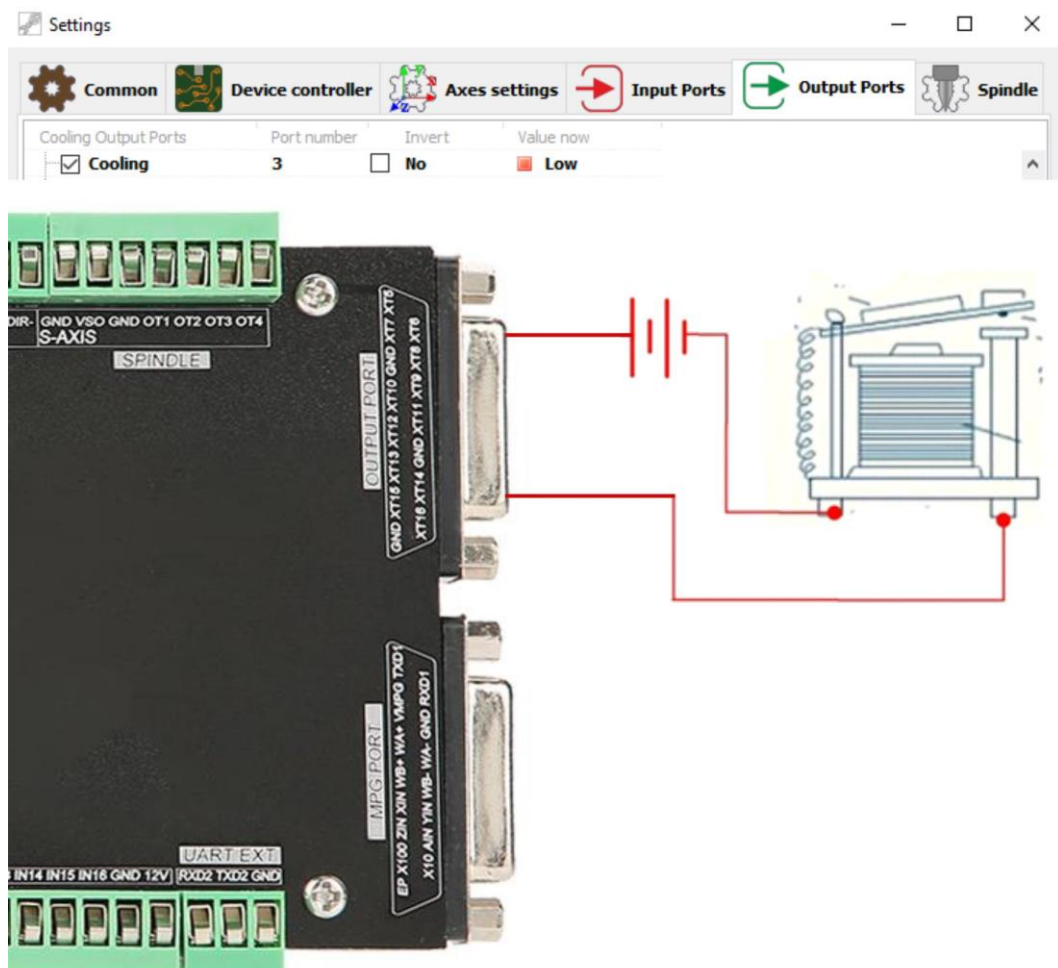 Settings
Common Device controller Axes settings Input Ports Output Ports Spindle
Cooling Output Ports Port number Invert Value now
Cooling 3 No Low
DIR- GND VSO GND OT1 OT2 OT3 OT4
S-AXIS
SPINDLE
OUTPUT PORT
GND XT15 XT13 XT12 XT10 GND XT7 XT5
XT16 XT14 GND XT11 XT9 XT8 XT6
MPG PORT
EP X100 ZIN XIN WB+ WA+ VMPG TXD1
X10 AIN YIN WB- WA- GND RXD1
UART EXT
IN14 IN15 IN16 GND 12V RXD2 TXD2 GND